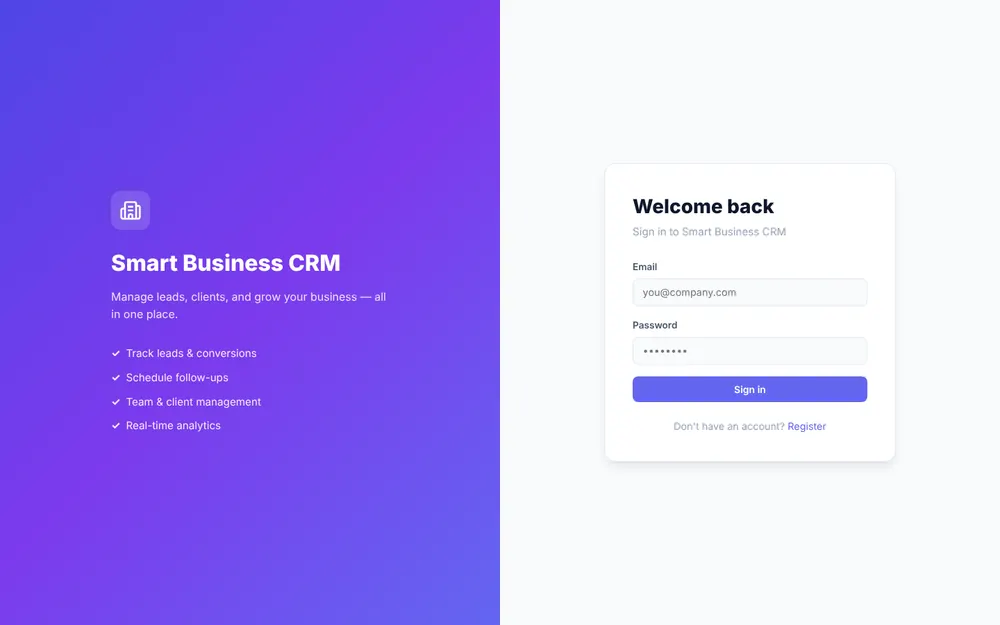 Smart Business CRM
Manage leads, clients, and grow your business — all
in one place.
Track leads & conversions
Schedule follow-ups
Team & client management
Real-time analytics
Welcome back
Sign in to Smart Business CRM
Email
you@company.com
Password
••••••••
Sign in
Don't have an account? Register